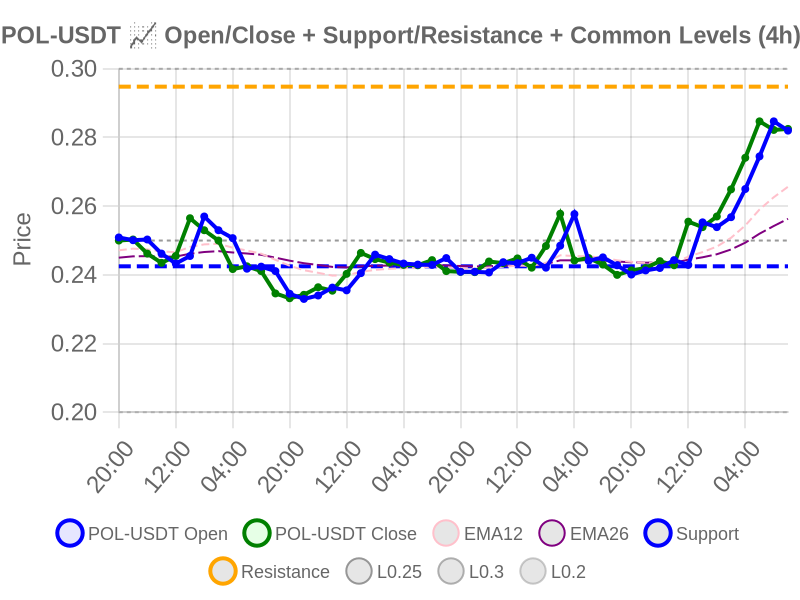 POL-USDT 📈 Open/Close + Support/Resistance + Common Levels (4h)
0.30
0.28
0.26
0.24
0.22
0.20
Price
20:00 12:00 04:00 20:00 12:00 04:00 20:00 12:00 04:00 20:00 12:00 04:00
POL-USDT Open POL-USDT Close EMA12 EMA26 Support
Resistance L0.25 L0.3 L0.2